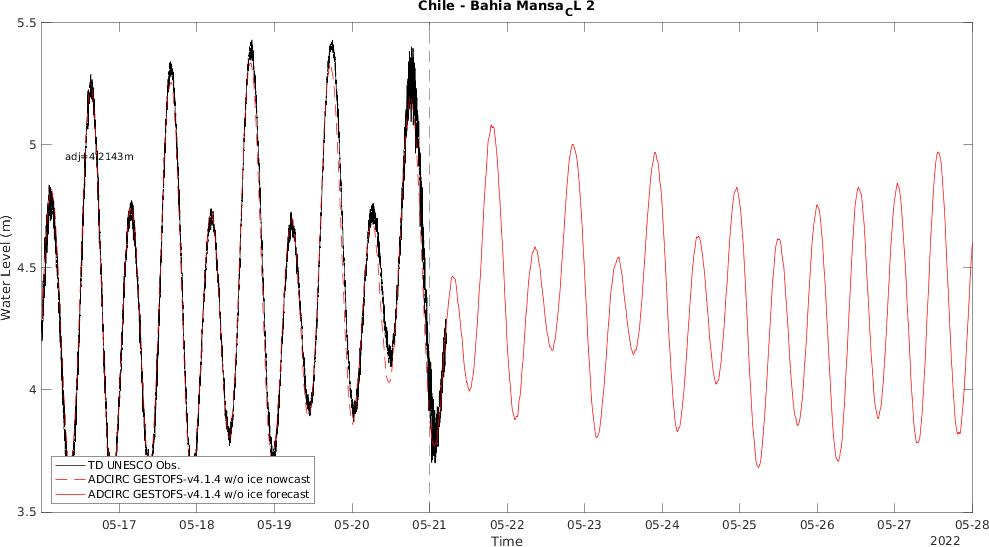 Chile - Bahia MansaCL 2
5.5
5
4.5
4
3.5
Water Level (m)
adj=4.2143m
TD UNESCO Obs.
ADCIRC GESTOFS-v4.1.4 w/o ice nowcast
ADCIRC GESTOFS-v4.1.4 w/o ice forecast
05-17 05-18 05-19 05-20 05-21 05-22 05-23 05-24 05-25 05-26 05-27 05-28
Time
2022